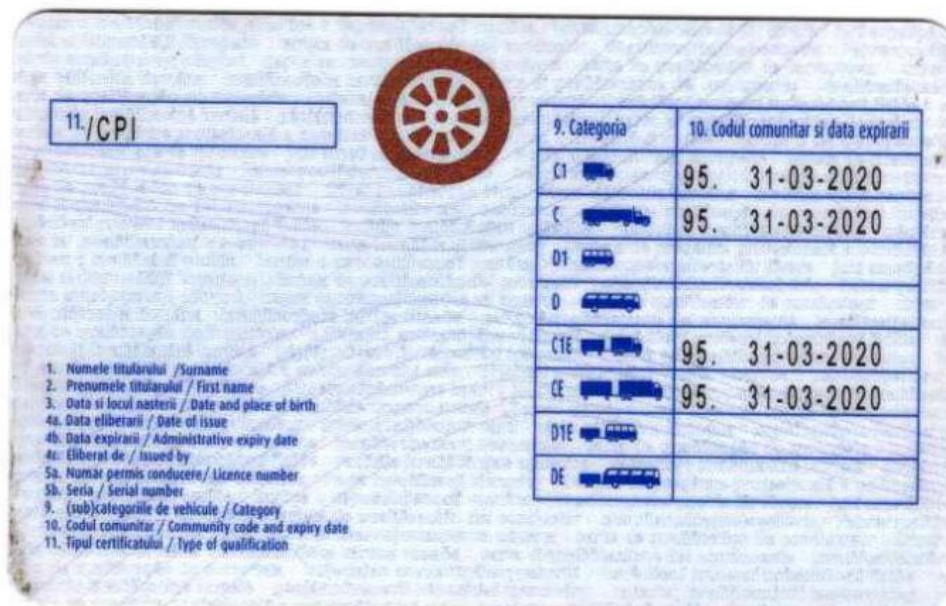 11./CPI
9. Categoria 10. Codul comunitar si data expirarii
C1 95. 31-03-2020
C 95. 31-03-2020
D1
D
C1E 95. 31-03-2020
CE 95. 31-03-2020
D1E
DE
1. Numele titularului /Surname
2. Prenumele titularului / First name
3. Data si locul nasterii / Date and place of birth
4a. Data eliberarii / Date of issue
4b. Data expirarii / Administrative expiry date
4c. Eliberat de / Issued by
5a. Numar permis conducere/ Licence number
5b. Seria / Serial number
9. (sub)categoriile de vehicule / Category
10. Codul comunitar / Community code and expiry date
11. Tipul certificatului / Type of qualification